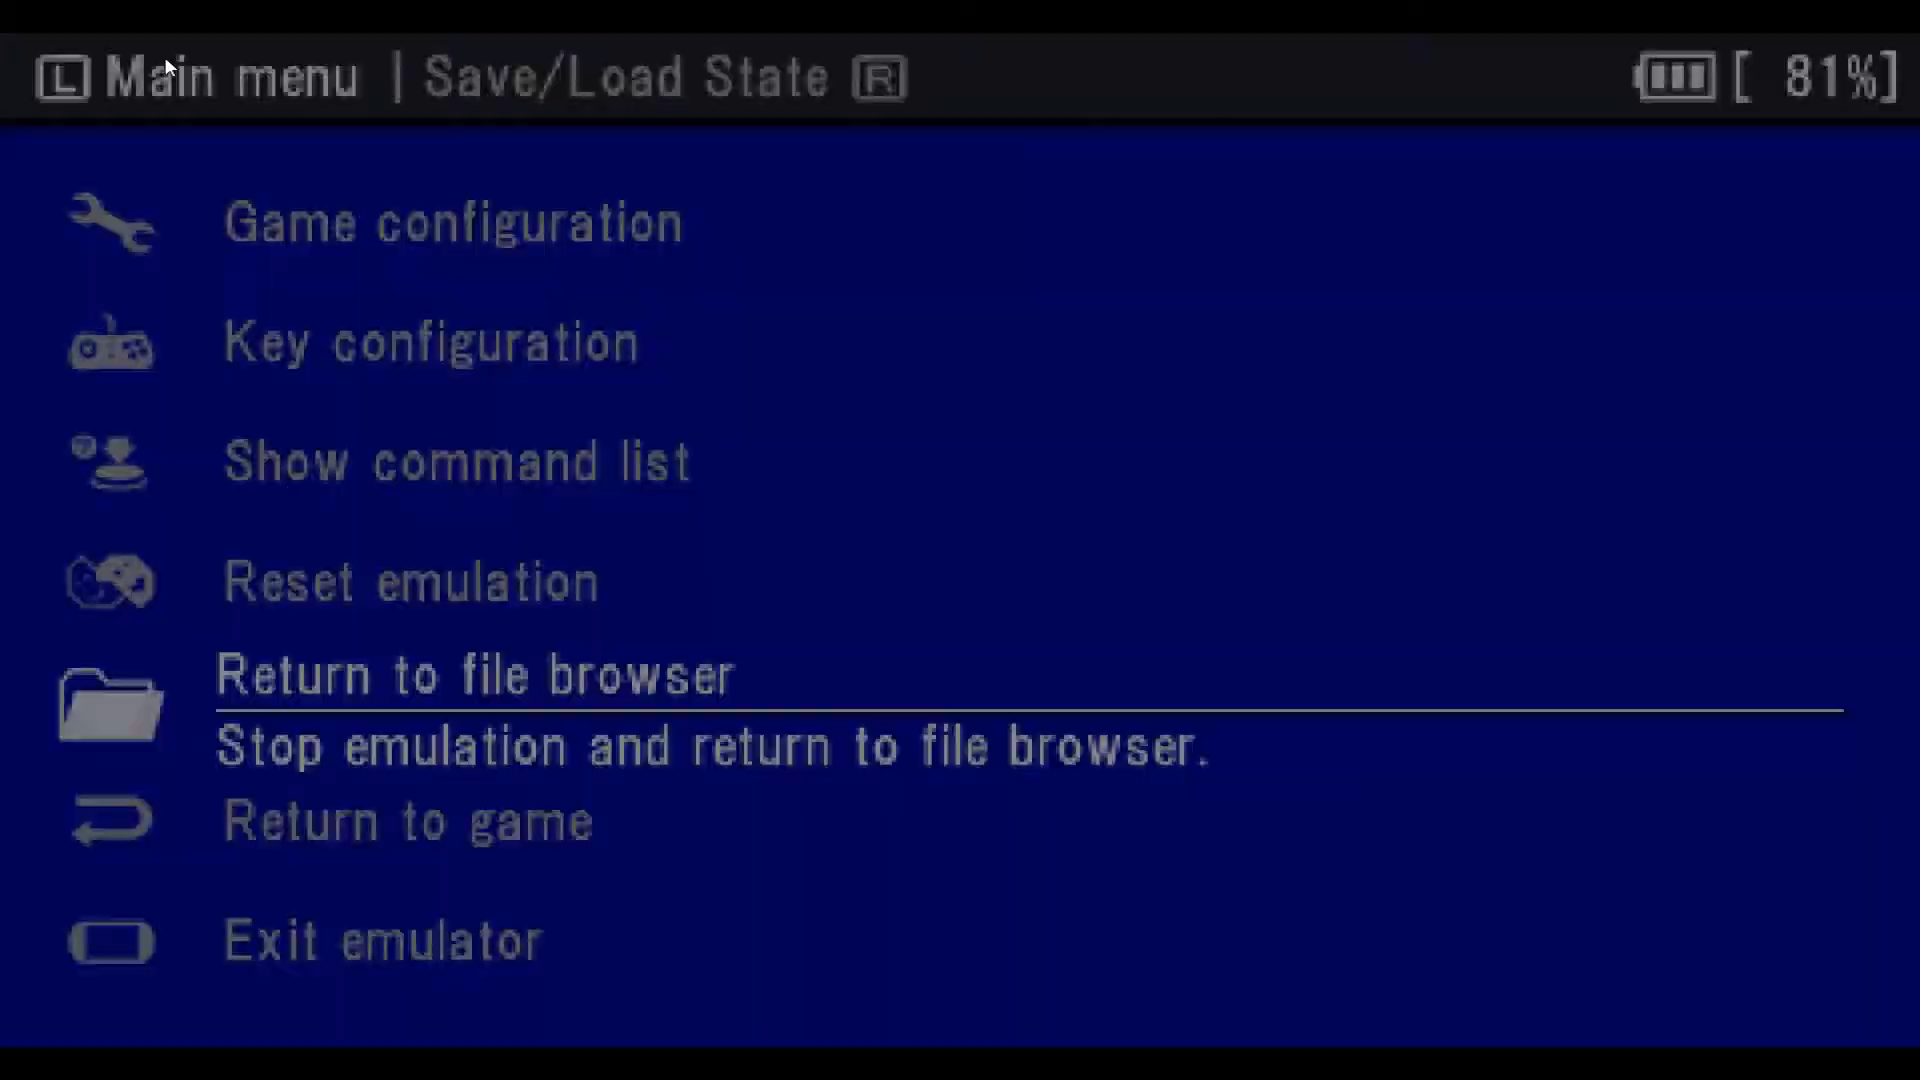 L Main menu | Save/Load State R [ 81%]
Game configuration
Key configuration
Show command list
Reset emulation
Return to file browser
Stop emulation and return to file browser.
Return to game
Exit emulator